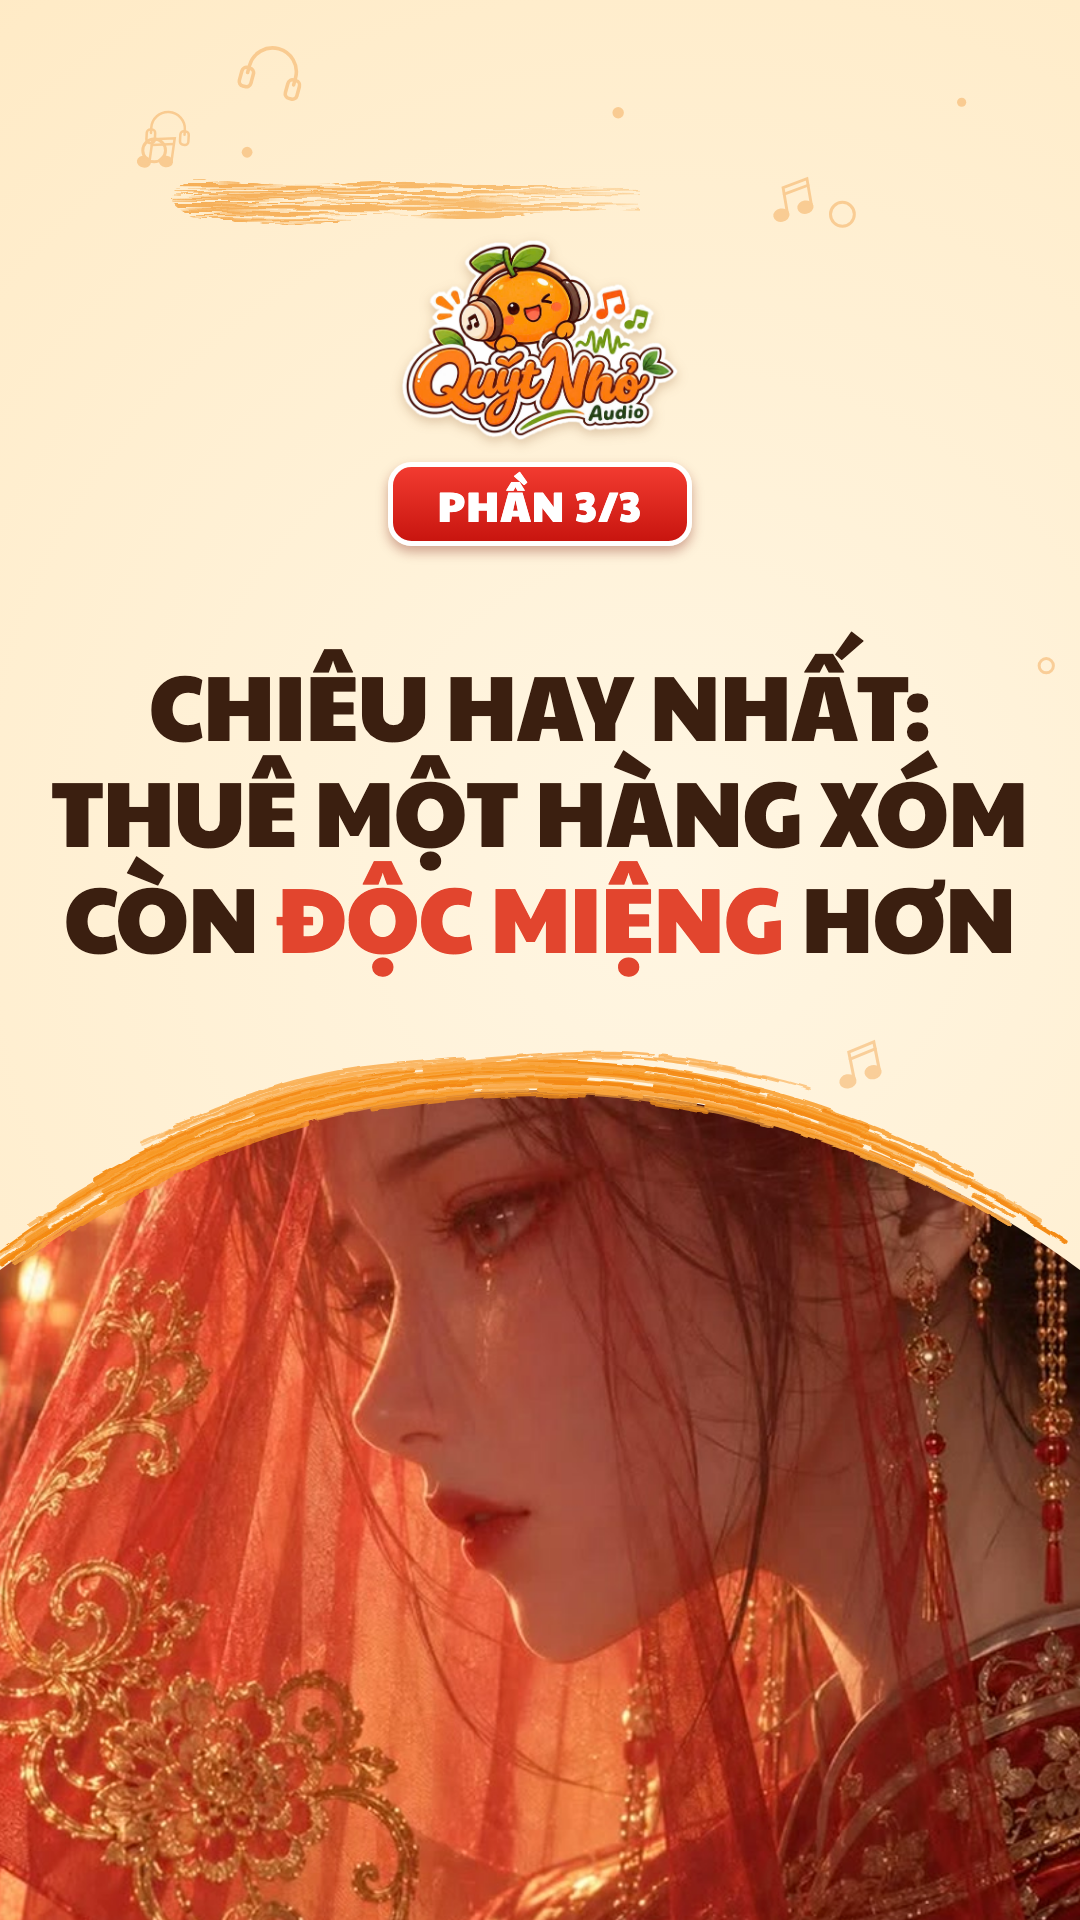 Quýt Nhỏ
Audio
PHẦN 3/3
CHIÊU HAY NHẤT:
THUÊ MỘT HÀNG XÓM
CÒN ĐỘC MIỆNG HƠN